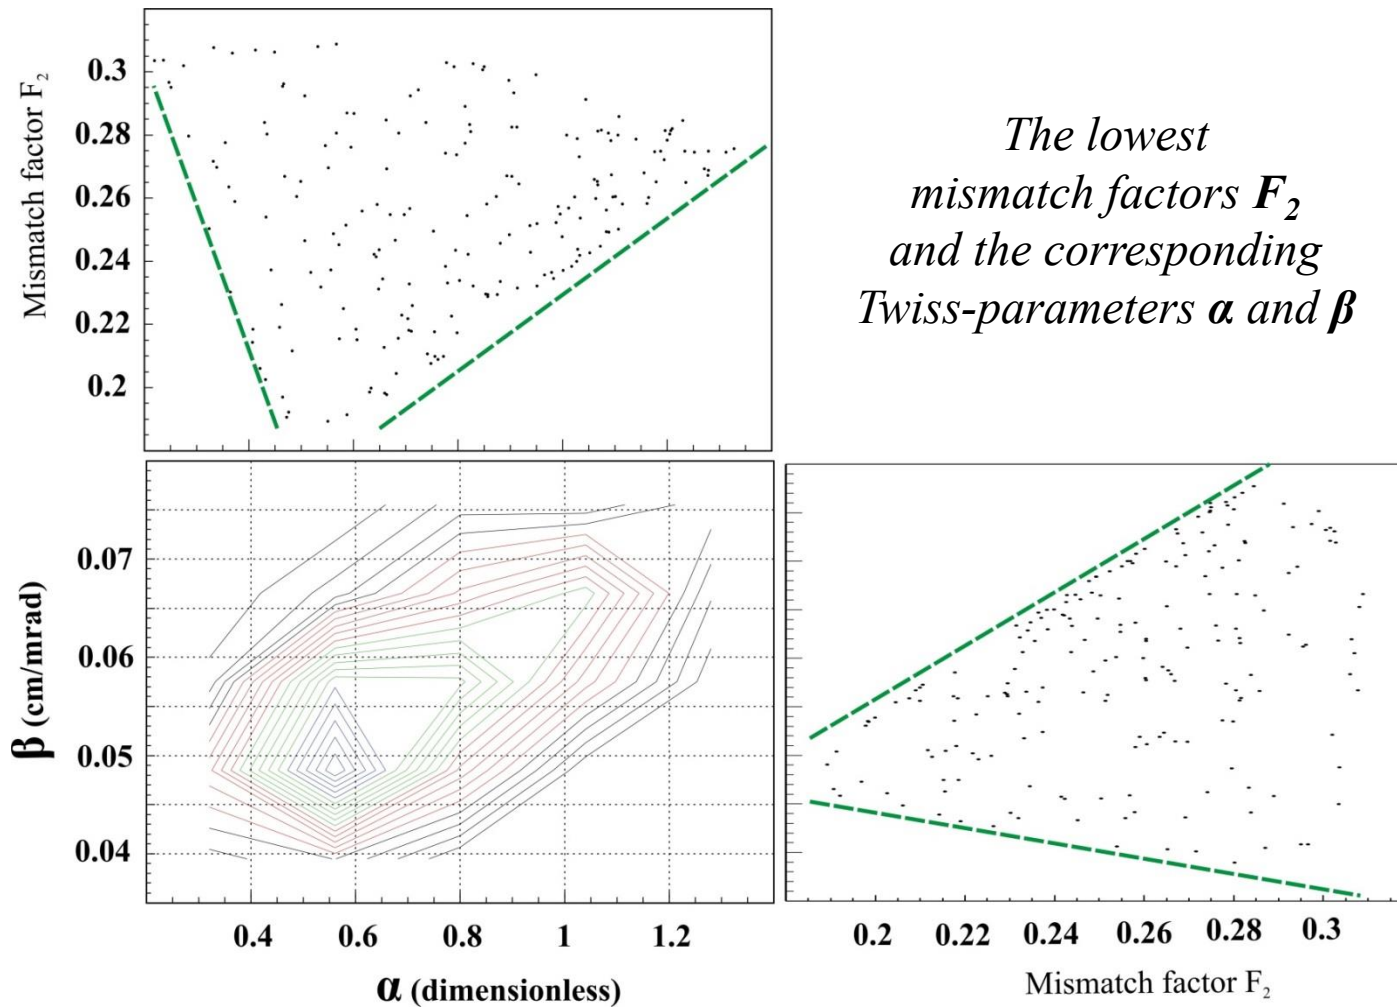 Mismatch factor F₂
0.3
0.28
0.26
0.24
0.22
0.2
The lowest
mismatch factors F₂
and the corresponding
Twiss-parameters α and β
β (cm/mrad)
0.07
0.06
0.05
0.04
0.4 0.6 0.8 1 1.2
α (dimensionless)
0.2 0.22 0.24 0.26 0.28 0.3
Mismatch factor F₂